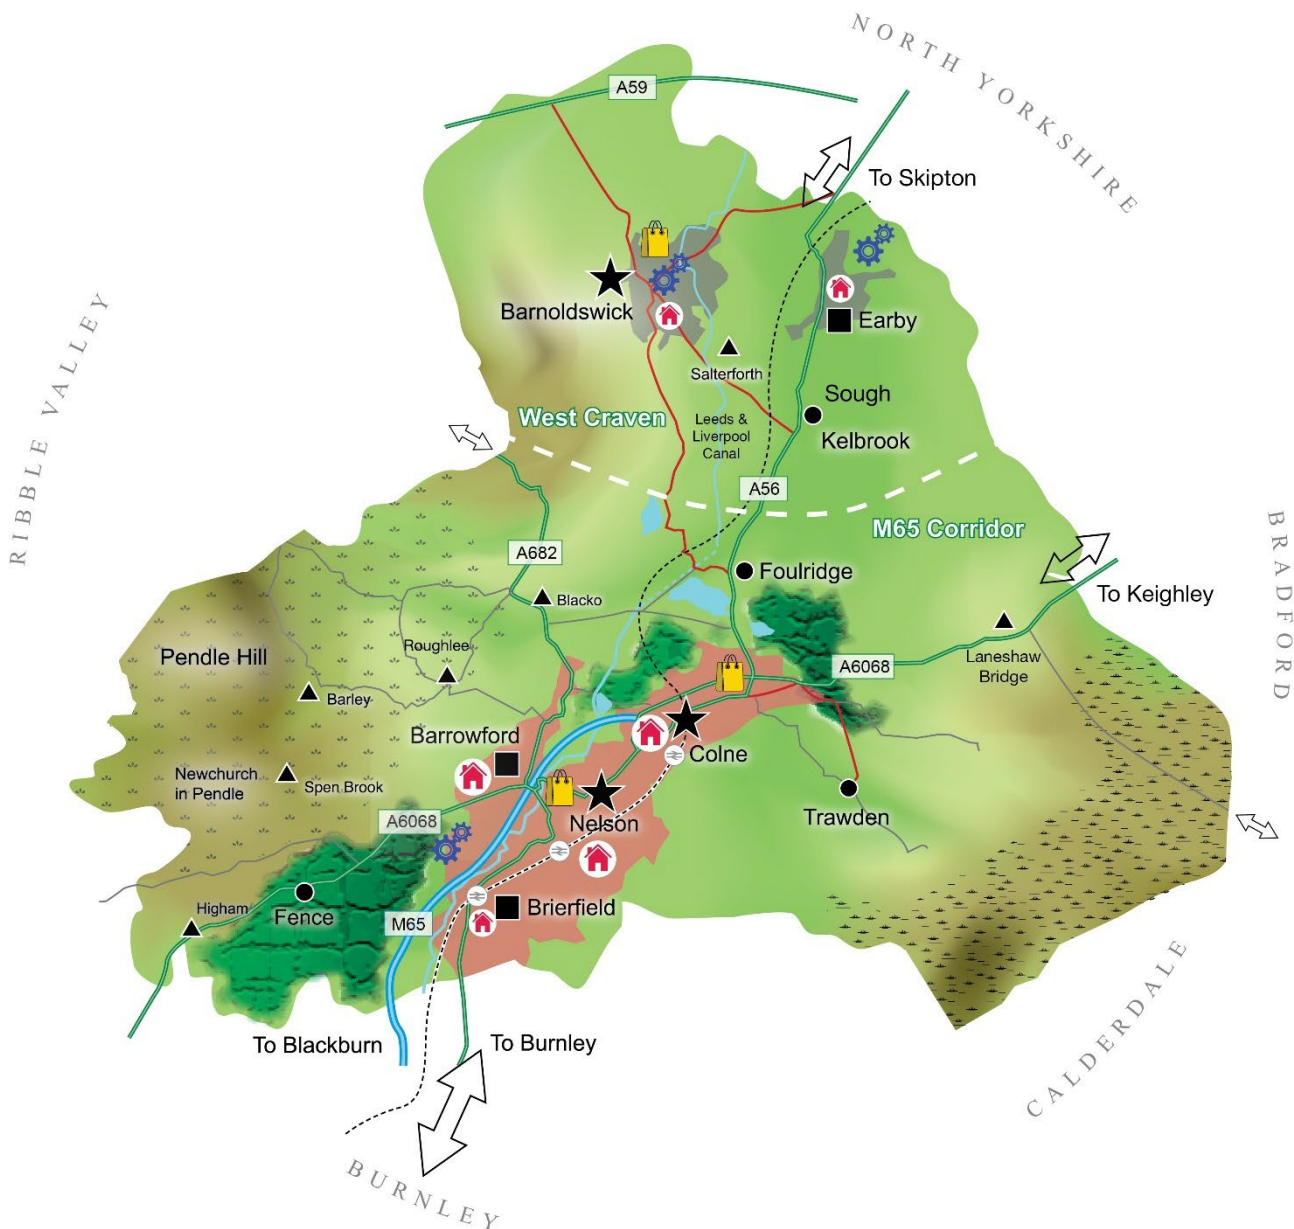 NORTH YORKSHIRE
A59
To Skipton
Barnoldswick
Earby
Salterforth
RIBBLE VALLEY
West Craven
Sough
Leeds &
Liverpool
Canal
Kelbrook
A56
M65 Corridor
BRADFORD
A682
Foulridge
Blacko
To Keighley
Roughlee
Pendle Hill
A6068
Laneshaw
Bridge
Barley
Barrowford
Colne
Newchurch
in Pendle
Spen Brook
Trawden
A6068
Nelson
Higham
Fence
M65
Brierfield
To Blackburn
To Burnley
CALDERDALE
BURNLEY